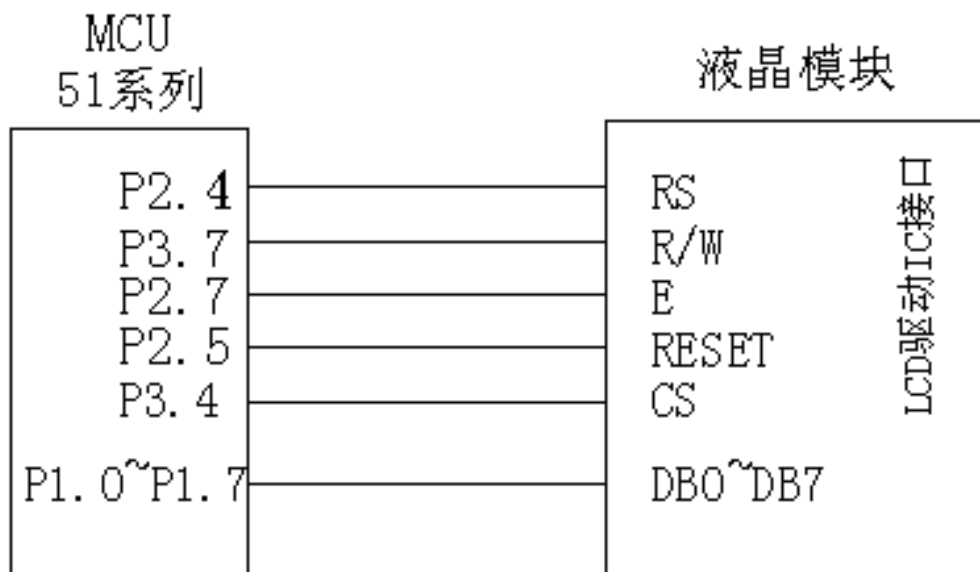 MCU
51系列
液晶模块
P2.4
RS
P3.7
R/W
P2.7
E
P2.5
RESET
P3.4
CS
P1.0~P1.7
DB0~DB7
LCD驱动IC接口